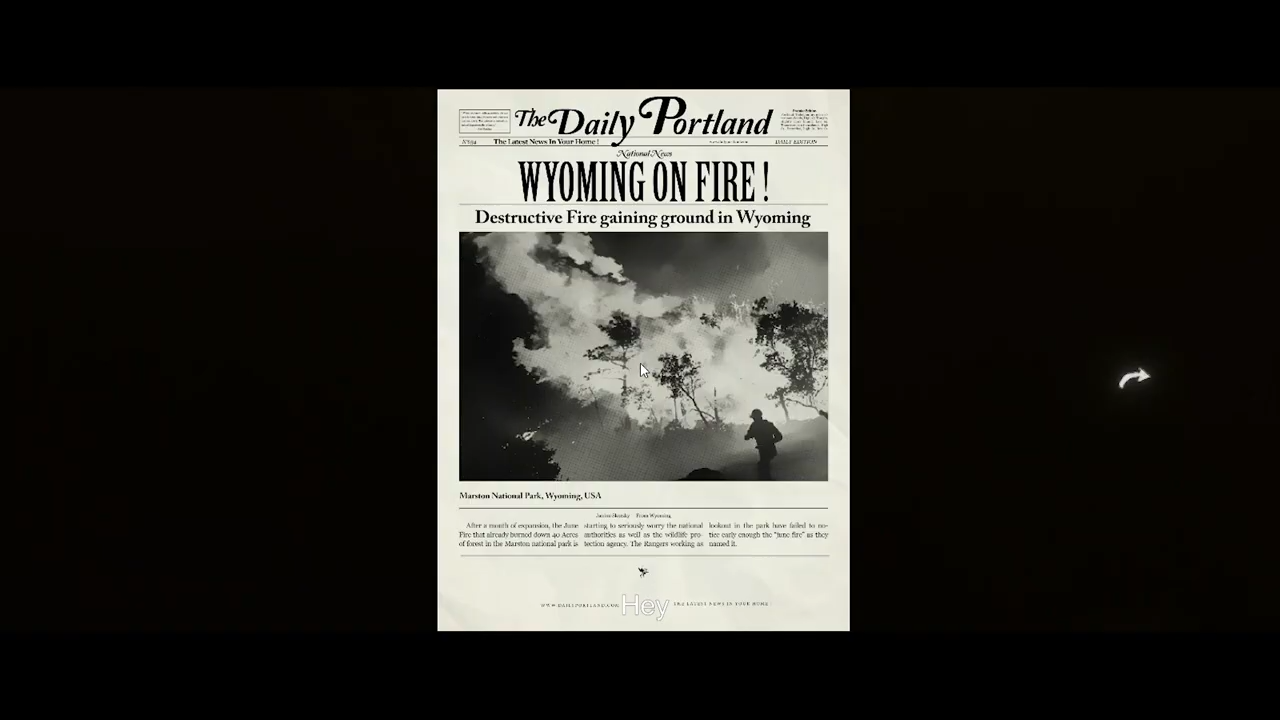 The Daily Portland
The Latest News In Your Home !
DAILY EDITION
National News
WYOMING ON FIRE !
Destructive Fire gaining ground in Wyoming
Marston National Park, Wyoming, USA
From Wyoming
After a month of expansion, the June
Fire that already burned down 40 Acres
of forest in the Marston national park is
starting to seriously worry the national
authorities as well as the wildlife pro-
tection agency. The Rangers working as
lookout in the park have failed to no-
tice early enough the "june fire" as they
named it.
Hey
THE LATEST NEWS IN YOUR HOME !